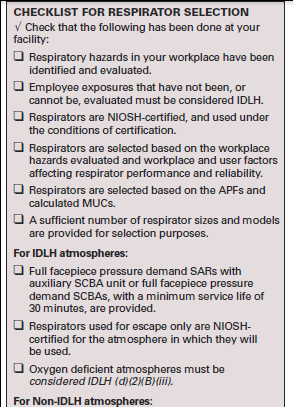 CHECKLIST FOR RESPIRATOR SELECTION
√ Check that the following has been done at your
facility:
❏ Respiratory hazards in your workplace have been
identified and evaluated.
❏ Employee exposures that have not been, or
cannot be, evaluated must be considered IDLH.
❏ Respirators are NIOSH-certified, and used under
the conditions of certification.
❏ Respirators are selected based on the workplace
hazards evaluated and workplace and user factors
affecting respirator performance and reliability.
❏ Respirators are selected based on the APFs and
calculated MUCs.
❏ A sufficient number of respirator sizes and models
are provided for selection purposes.
For IDLH atmospheres:
❏ Full facepiece pressure demand SARs with
auxiliary SCBA unit or full facepiece pressure
demand SCBAs, with a minimum service life of
30 minutes, are provided.
❏ Respirators used for escape only are NIOSH-
certified for the atmosphere in which they will
be used.
❏ Oxygen deficient atmospheres must be
considered IDLH (d)(2)(B)(iii).
For Non-IDLH atmospheres: